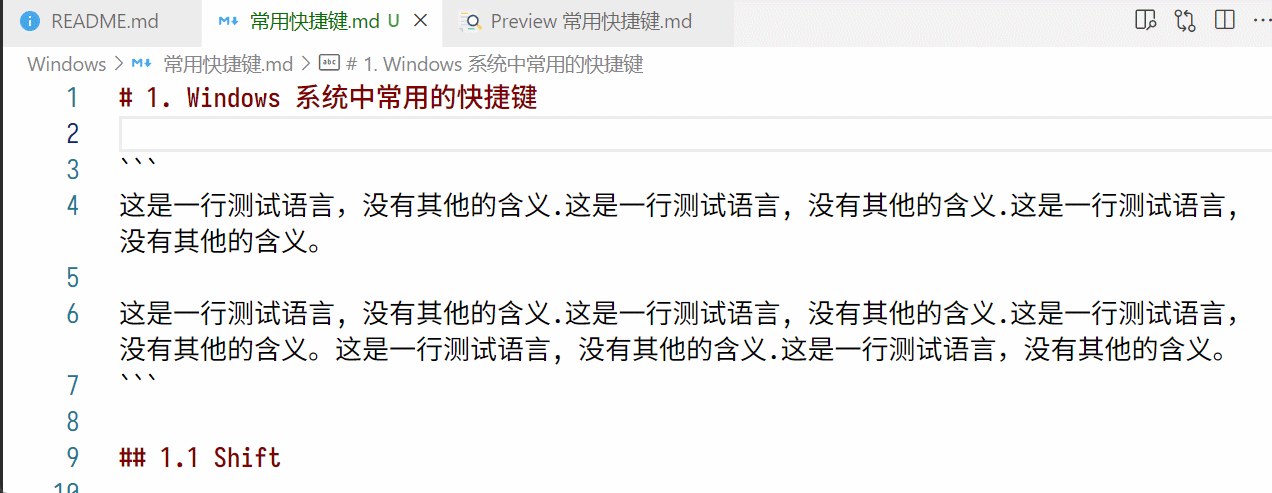 README.md 常用快捷键.md U Preview 常用快捷键.md
Windows 常用快捷键.md # 1. Windows 系统中常用的快捷键
1 # 1. Windows 系统中常用的快捷键
2
3 ```
4 这是一行测试语言，没有其他的含义.这是一行测试语言，没有其他的含义.这是一行测试语言，
没有其他的含义。
5
6 这是一行测试语言，没有其他的含义.这是一行测试语言，没有其他的含义.这是一行测试语言，
没有其他的含义。这是一行测试语言，没有其他的含义.这是一行测试语言，没有其他的含义。
7 ```
8
9 ## 1.1 Shift
10